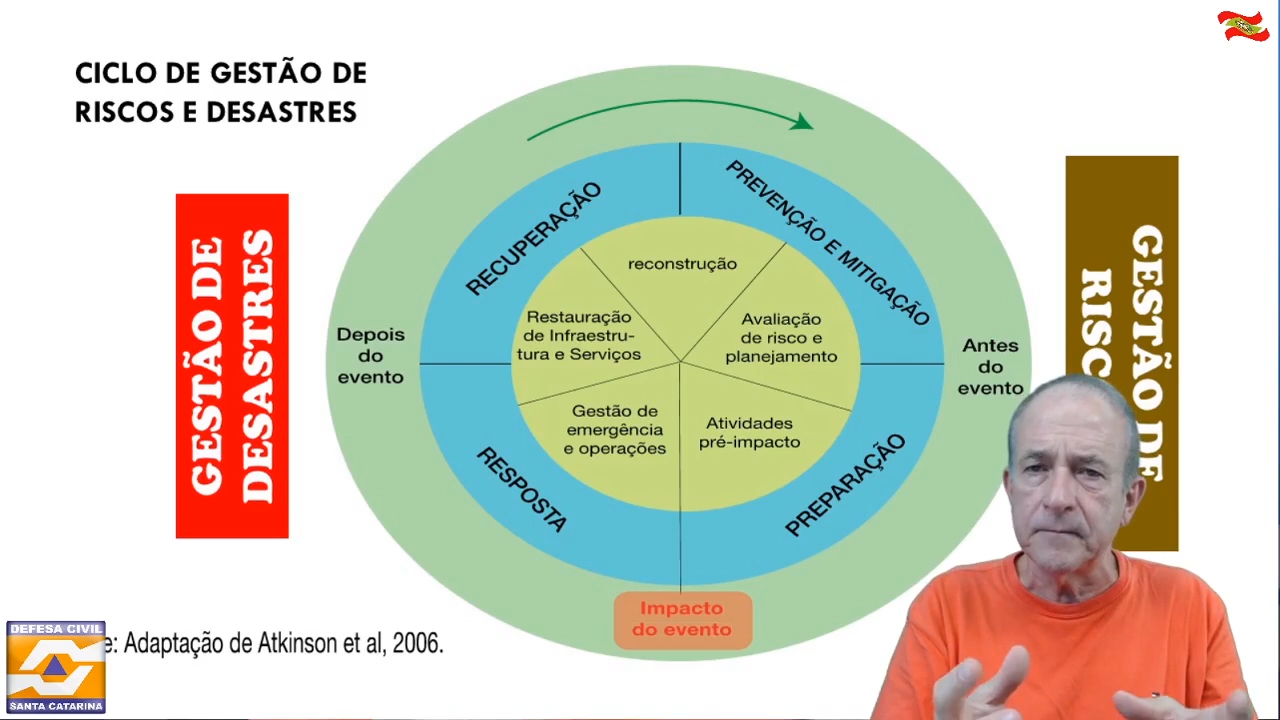 CICLO DE GESTÃO DE
RISCOS E DESASTRES
GESTÃO DE
DESASTRES
GESTÃO DE
RECUPERAÇÃO
PREVENÇÃO E MITIGAÇÃO
reconstrução
Restauração
de Infraestru-
tura e Serviços
Avaliação
de risco e
planejamento
Depois
do
evento
Antes
do
evento
Gestão de
emergência
e operações
Atividades
pré-impacto
RESPOSTA
PREPARAÇÃO
Impacto
do evento
Adaptação de Atkinson et al, 2006.
DEFESA CIVIL
SANTA CATARINA